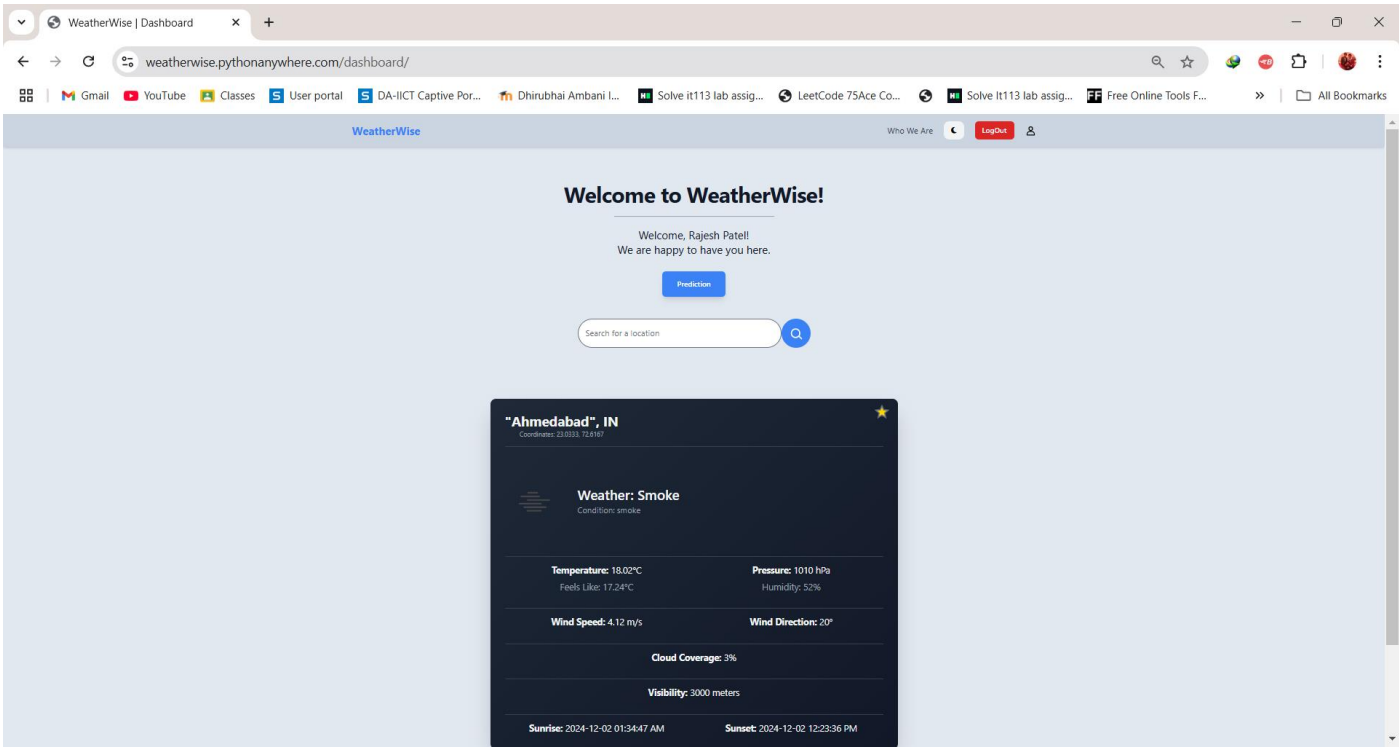 WeatherWise | Dashboard
weatherwise.pythonanywhere.com/dashboard/
Gmail YouTube Classes User portal DA-IICT Captive Por... Dhirubhai Ambani I... Solve it113 lab assig... LeetCode 75Ace Co... Solve It113 lab assig... Free Online Tools F... All Bookmarks
WeatherWise Who We Are LogOut
Welcome to WeatherWise!
Welcome, Rajesh Patel!
We are happy to have you here.
Prediction
Search for a location
"Ahmedabad", IN
Coordinates: 23.0333, 72.6167
Weather: Smoke
Condition: smoke
Temperature: 18.02°C Pressure: 1010 hPa
Feels Like: 17.24°C Humidity: 52%
Wind Speed: 4.12 m/s Wind Direction: 20°
Cloud Coverage: 3%
Visibility: 3000 meters
Sunrise: 2024-12-02 01:34:47 AM Sunset: 2024-12-02 12:23:36 PM